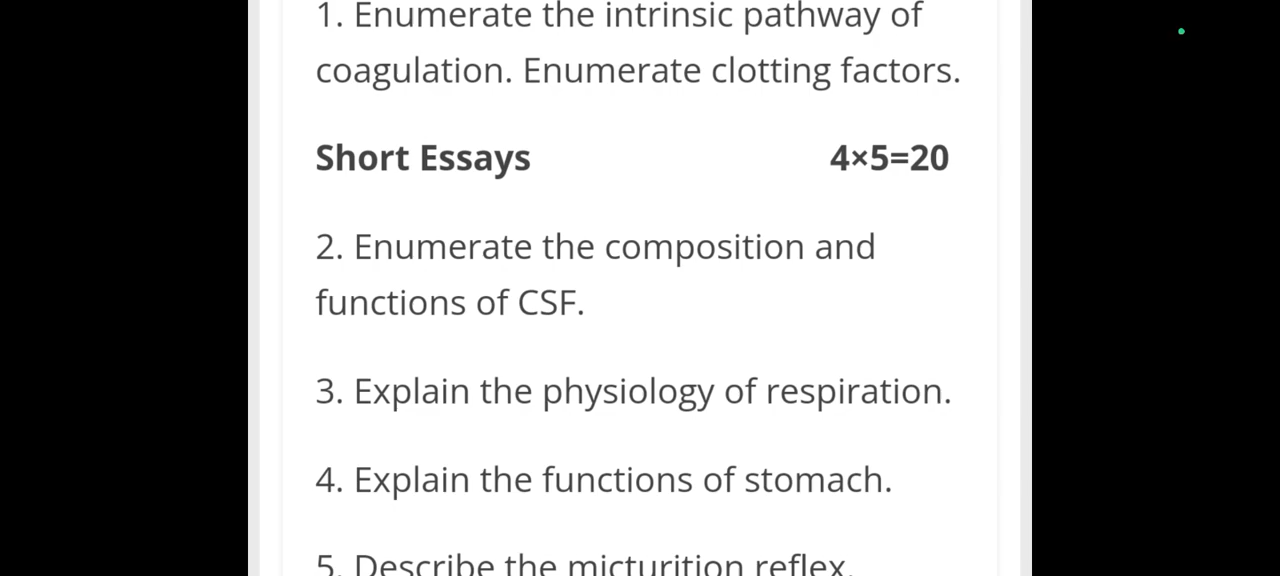 1. Enumerate the intrinsic pathway of
coagulation. Enumerate clotting factors.
Short Essays 4×5=20
2. Enumerate the composition and
functions of CSF.
3. Explain the physiology of respiration.
4. Explain the functions of stomach.
5. Describe the micturition reflex.